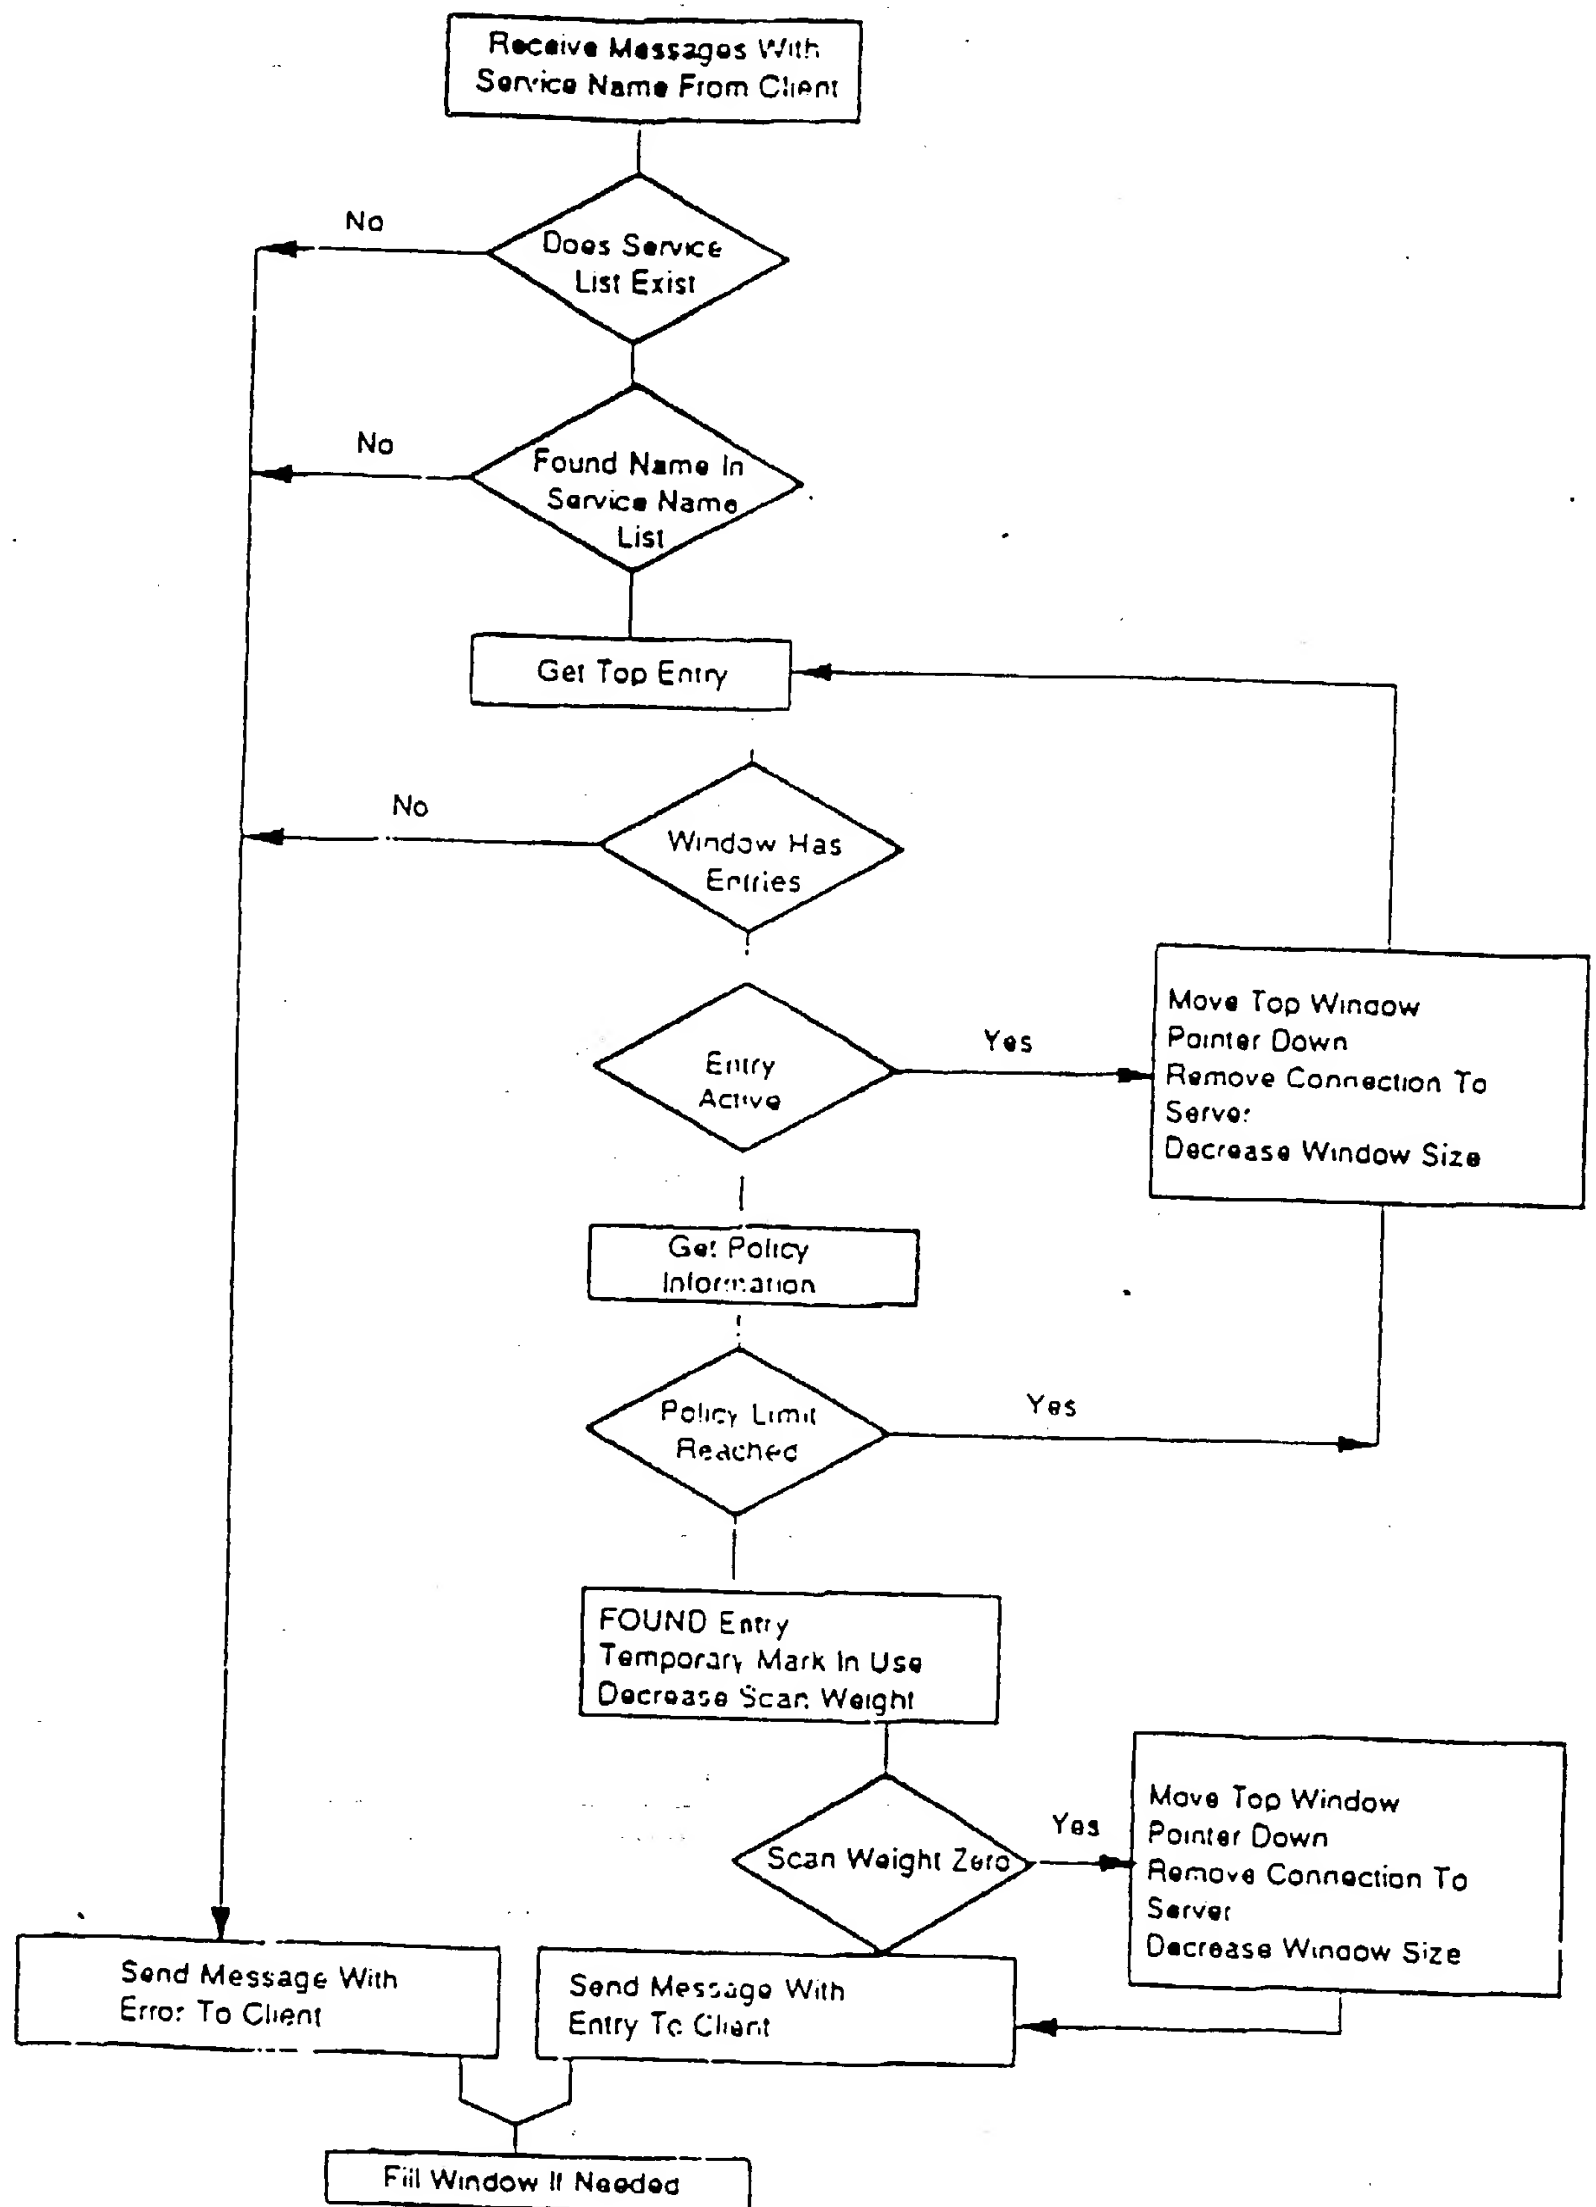 Receive Messages With
Service Name From Client
No
Does Service
List Exist
No
Found Name In
Service Name
List
Get Top Entry
No
Window Has
Entries
Move Top Window
Pointer Down
Remove Connection To
Server
Decrease Window Size
Yes
Entry
Active
Get Policy
Information
Policy Limit
Reached
Yes
FOUND Entry
Temporary Mark In Use
Decrease Scan Weight
Scan Weight Zero
Yes
Move Top Window
Pointer Down
Remove Connection To
Server
Decrease Window Size
Send Message With
Error To Client
Send Message With
Entry To Client
Fill Window If Needed